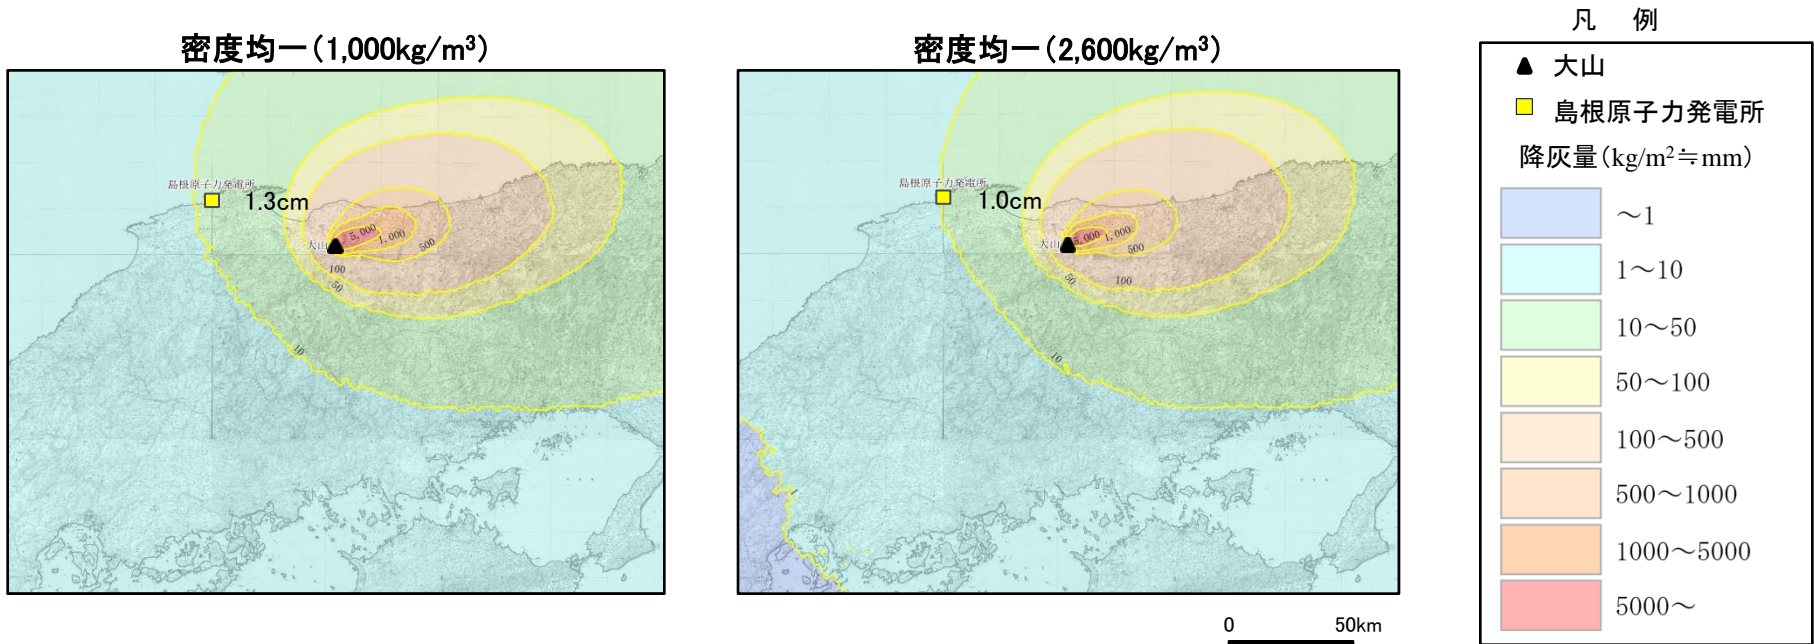 密度均一（1,000kg/m³）
島根原子力発電所
1.3cm
大山
5,000
1,000
500
100
50
10
密度均一（2,600kg/m³）
島根原子力発電所
1.0cm
大山
5,000
1,000
500
50
100
10
1
0 50km
凡 例
大山
島根原子力発電所
降灰量（kg/m²≒mm）
～1
1～10
10～50
50～100
100～500
500～1000
1000～5000
5000～